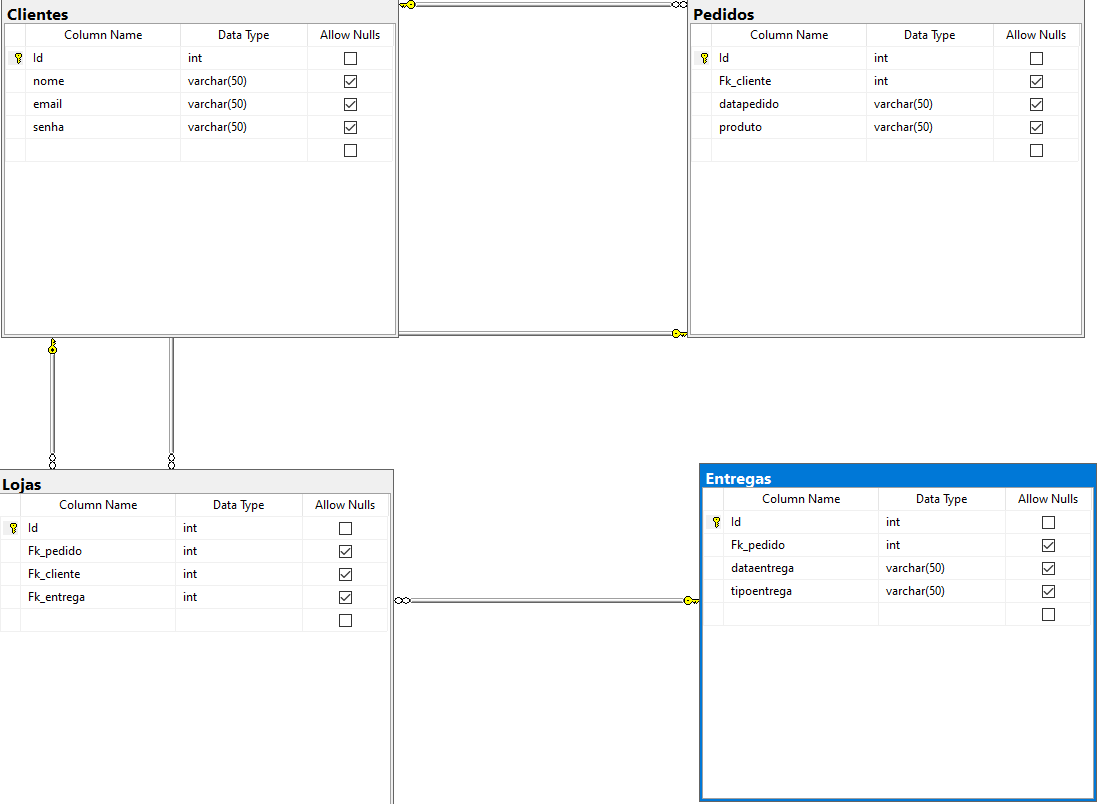 Clientes
Column Name Data Type Allow Nulls
Id int
nome varchar(50)
email varchar(50)
senha varchar(50)
Pedidos
Column Name Data Type Allow Nulls
Id int
Fk_cliente int
datapedido varchar(50)
produto varchar(50)
Lojas
Column Name Data Type Allow Nulls
Id int
Fk_pedido int
Fk_cliente int
Fk_entrega int
Entregas
Column Name Data Type Allow Nulls
Id int
Fk_pedido int
dataentrega varchar(50)
tipoentrega varchar(50)